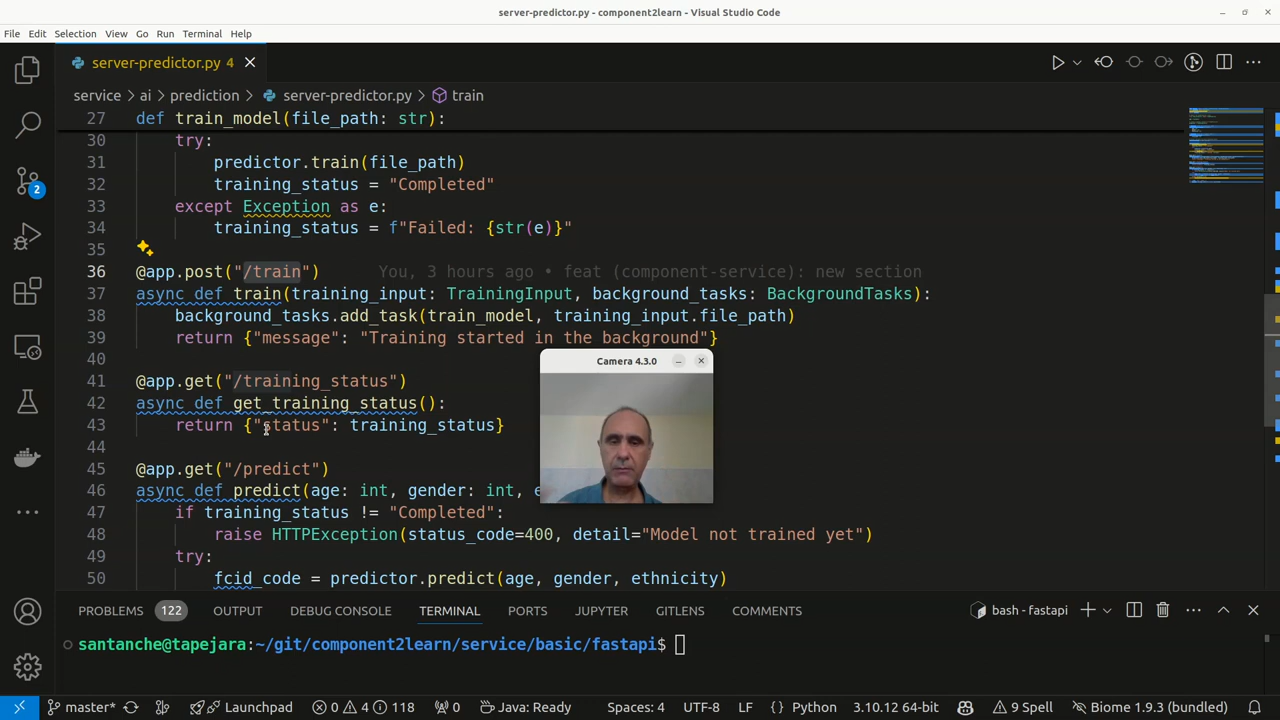 server-predictor.py - component2learn - Visual Studio Code
File Edit Selection View Go Run Terminal Help
server-predictor.py 4
service › ai › prediction › server-predictor.py › train
27 def train_model(file_path: str):
30 try:
31 predictor.train(file_path)
32 training_status = "Completed"
33 except Exception as e:
34 training_status = f"Failed: {str(e)}"
35
36 @app.post("/train") You, 3 hours ago • feat (component-service): new section
37 async def train(training_input: TrainingInput, background_tasks: BackgroundTasks):
38 background_tasks.add_task(train_model, training_input.file_path)
39 return {"message": "Training started in the background"}
40
41 @app.get("/training_status")
42 async def get_training_status():
43 return {"status": training_status}
44
45 @app.get("/predict")
46 async def predict(age: int, gender: int, e
47 if training_status != "Completed":
48 raise HTTPException(status_code=400, detail="Model not trained yet")
49 try:
50 fcid_code = predictor.predict(age, gender, ethnicity)
Camera 4.3.0
2
PROBLEMS 122 OUTPUT DEBUG CONSOLE TERMINAL PORTS JUPYTER GITLENS COMMENTS bash - fastapi
santanche@tapejara:~/git/component2learn/service/basic/fastapi$
master* Launchpad 0 4 118 0 Java: Ready Spaces: 4 UTF-8 LF {} Python 3.10.12 64-bit 9 Spell Biome 1.9.3 (bundled)